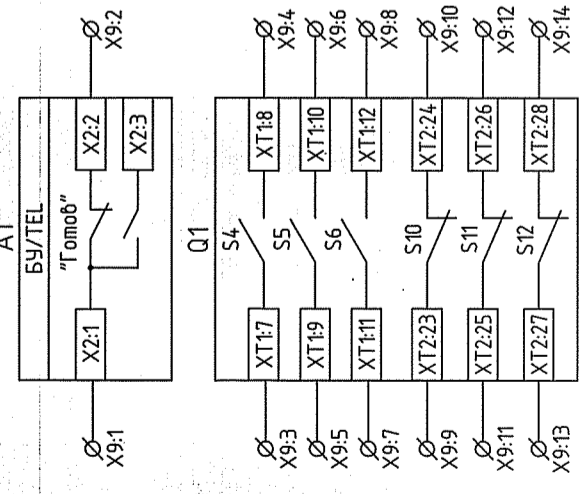 A1
БУ/TEL
"Готов"
X2:1
X2:2
X2:3
X9:1
X9:2
Q1
X9:3
XT1:7
S4
XT1:8
X9:4
X9:5
XT1:9
S5
XT1:10
X9:6
X9:7
XT1:11
S6
XT1:12
X9:8
X9:9
XT2:23
S10
XT2:24
X9:10
X9:11
XT2:25
S11
XT2:26
X9:12
X9:13
XT2:27
S12
XT2:28
X9:14